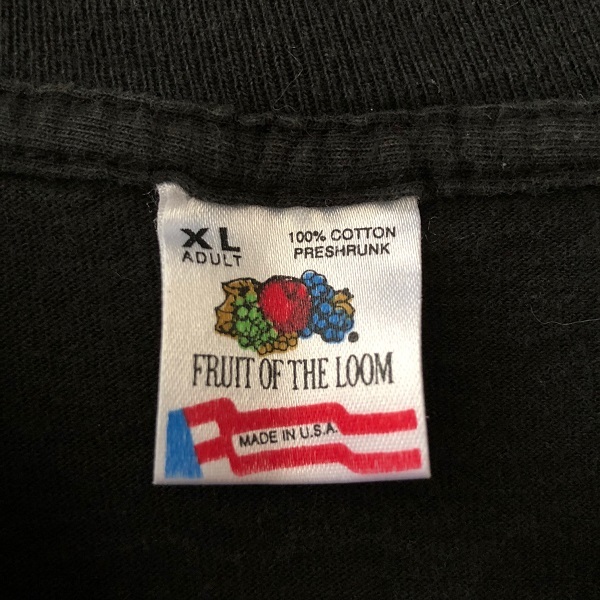 XL
ADULT
100% COTTON
PRESHRUNK
FRUIT OF THE LOOM
MADE IN U.S.A.